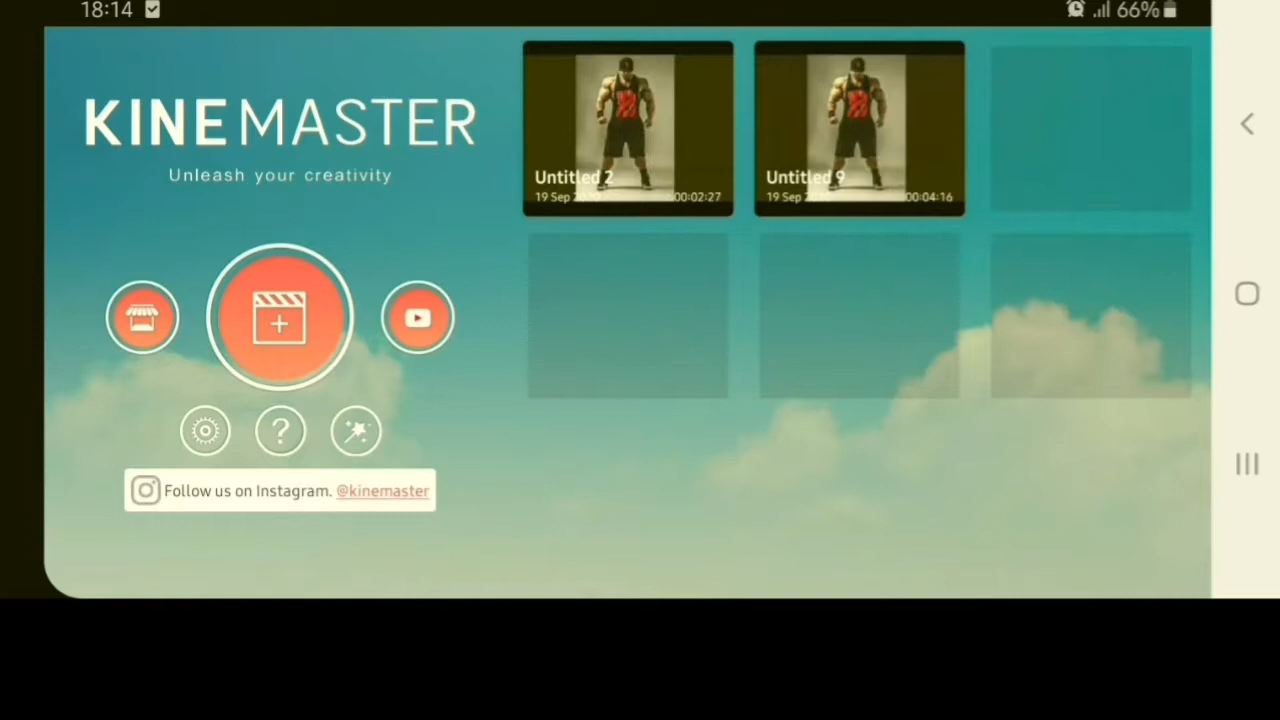 18:14
66%
KINEMASTER
Unleash your creativity
Untitled 2
19 Sep
00:02:27
Untitled 9
19 Sep
00:04:16
Follow us on Instagram. @kinemaster